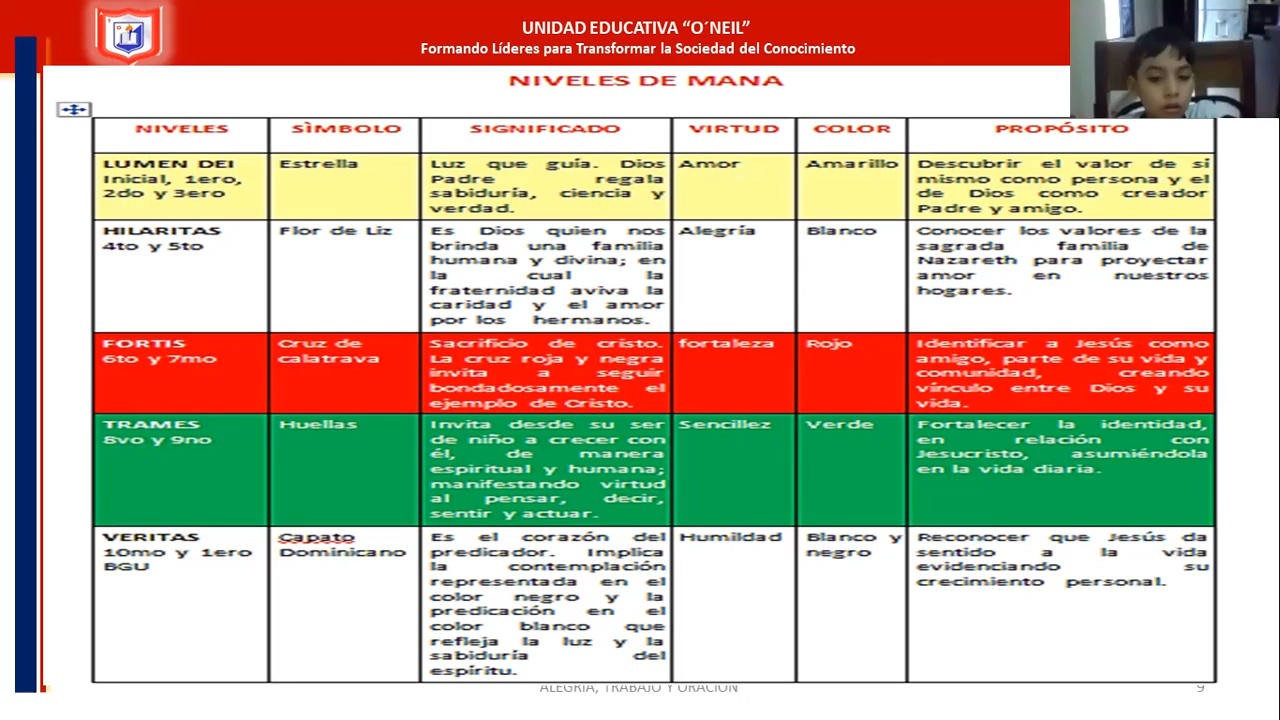 UNIDAD EDUCATIVA “O´NEIL”
Formando Líderes para Transformar la Sociedad del Conocimiento
NIVELES DE MANA
NIVELES SÌMBOLO SIGNIFICADO VIRTUD COLOR PROPÓSITO
LUMEN DEI
Inicial, 1ero,
2do y 3ero
Estrella
Luz que guía. Dios
Padre regala
sabiduría, ciencia y
verdad.
Amor
Amarillo
Descubrir el valor de sí
mismo como persona y el
de Dios como creador
Padre y amigo.
HILARITAS
4to y 5to
Flor de Liz
Es Dios quien nos
brinda una familia
humana y divina; en
la cual la
fraternidad aviva la
caridad y el amor
por los hermanos.
Alegría
Blanco
Conocer los valores de la
sagrada familia de
Nazareth para proyectar
amor en nuestros
hogares.
FORTIS
6to y 7mo
Cruz de
calatrava
Sacrificio de cristo.
La cruz roja y negra
invita a seguir
bondadosamente el
ejemplo de Cristo.
fortaleza
Rojo
Identificar a Jesús como
amigo, parte de su vida y
comunidad, creando
vínculo entre Dios y su
vida.
TRAMES
8vo y 9no
Huellas
Invita desde su ser
de niño a crecer con
él, de manera
espiritual y humana;
manifestando virtud
al pensar, decir,
sentir y actuar.
Sencillez
Verde
Fortalecer la identidad,
en relación con
Jesucristo, asumiéndola
en la vida diaria.
VERITAS
10mo y 1ero
BGU
Capato
Dominicano
Es el corazón del
predicador. Implica
la contemplación
representada en el
color negro y la
predicación en el
color blanco que
refleja la luz y la
sabiduría del
espíritu.
Humildad
Blanco y
negro
Reconocer que Jesús da
sentido a la vida
evidenciando su
crecimiento personal.
ALEGRIA, TRABAJO Y ORACION
9